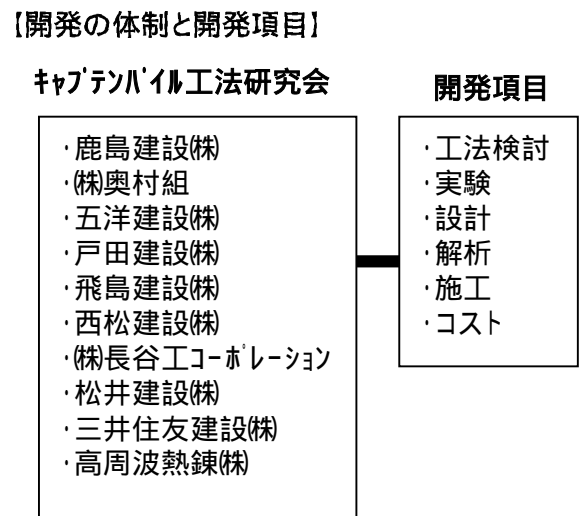 【開発の体制と開発項目】
ｷｬﾌﾟﾃﾝﾊﾟｲﾙ工法研究会
開発項目
・鹿島建設㈱
・㈱奥村組
・五洋建設㈱
・戸田建設㈱
・飛島建設㈱
・西松建設㈱
・㈱長谷工ｺｰﾎﾟﾚｰｼｮﾝ
・松井建設㈱
・三井住友建設㈱
・高周波熱錬㈱
・工法検討
・実験
・設計
・解析
・施工
・コスト